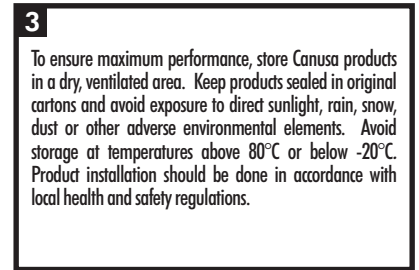 3
To ensure maximum performance, store Canusa products
in a dry, ventilated area. Keep products sealed in original
cartons and avoid exposure to direct sunlight, rain, snow,
dust or other adverse environmental elements. Avoid
storage at temperatures above 80°C or below -20°C.
Product installation should be done in accordance with
local health and safety regulations.